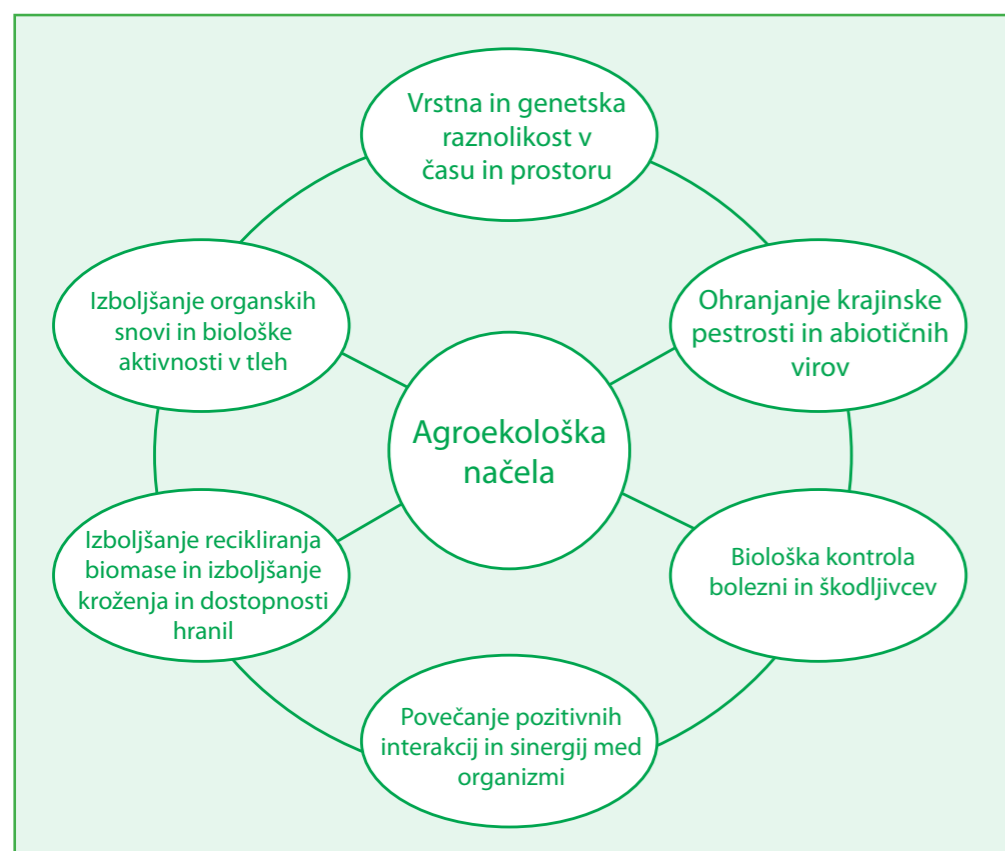 Vrstna in genetska
raznolikost v
času in prostoru
Izboljšanje organskih
snovi in biološke
aktivnosti v tleh
Ohranjanje krajinske
pestrosti in abiotičnih
virov
Agroekološka
načela
Izboljšanje recikliranja
biomase in izboljšanje
kroženja in dostopnosti
hranil
Biološka kontrola
bolezni in škodljivcev
Povečanje pozitivnih
interakcij in sinergij med
organizmi